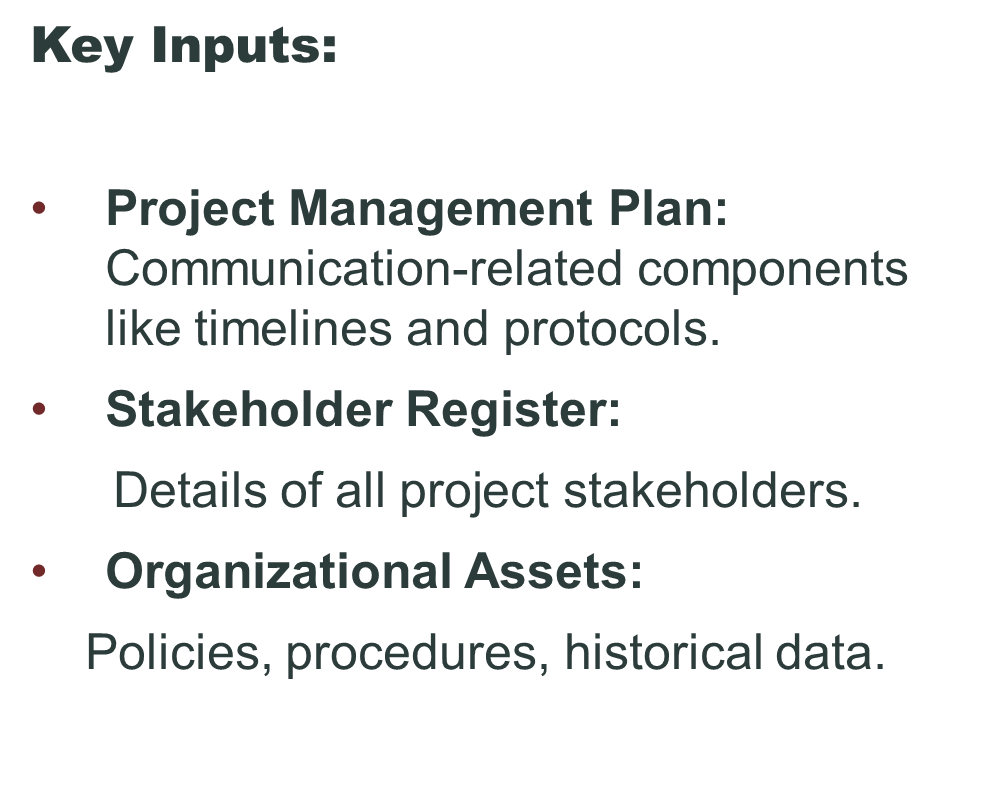 Key Inputs:
• Project Management Plan:
Communication-related components
like timelines and protocols.
• Stakeholder Register:
Details of all project stakeholders.
• Organizational Assets:
Policies, procedures, historical data.